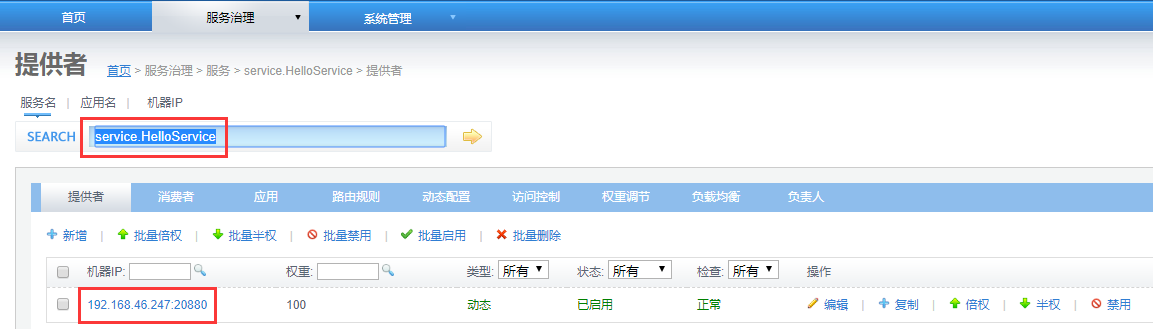 首页 服务治理 系统管理
提供者 首页 > 服务治理 > 服务 > service.HelloService > 提供者
服务名 | 应用名 | 机器IP
SEARCH service.HelloService
提供者 消费者 应用 路由规则 动态配置 访问控制 权重调节 负载均衡 负责人
新增 | 批量倍权 | 批量半权 | 批量禁用 | 批量启用 | 批量删除
机器IP: 权重: 类型: 所有 状态: 所有 检查: 所有 操作
192.168.46.247:20880 100 动态 已启用 正常 编辑 | 复制 | 倍权 | 半权 | 禁用